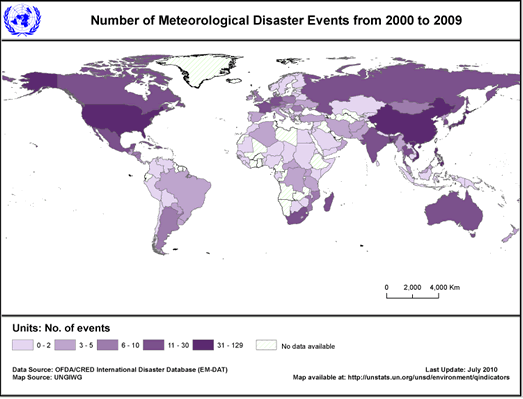 Number of Meteorological Disaster Events from 2000 to 2009
0 2,000 4,000 Km
Units: No. of events
0 - 2 3 - 5 6 - 10 11 - 30 31 - 129 No data available
Data Source: OFDA/CRED International Disaster Database (EM-DAT) Last Update: July 2010
Map Source: UNGIWG Map available at: http://unstats.un.org/unsd/environment/qindicators